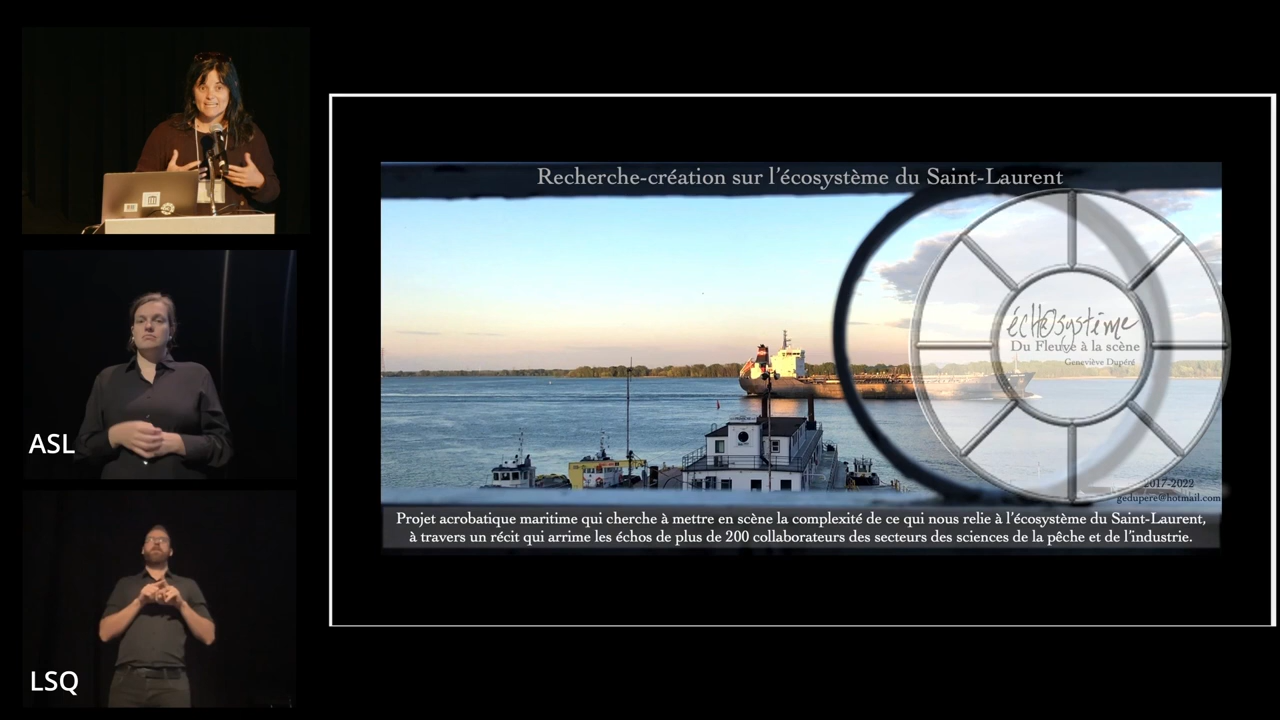 ASL
LSQ
Recherche-création sur l'écosystème du Saint-Laurent
écHOsystème
Du Fleuve à la scène
Geneviève Dupéré
2017-2022
gedupere@hotmail.com
Projet acrobatique maritime qui cherche à mettre en scène la complexité de ce qui nous relie à l'écosystème du Saint-Laurent,
à travers un récit qui arrime les échos de plus de 200 collaborateurs des secteurs des sciences de la pêche et de l'industrie.